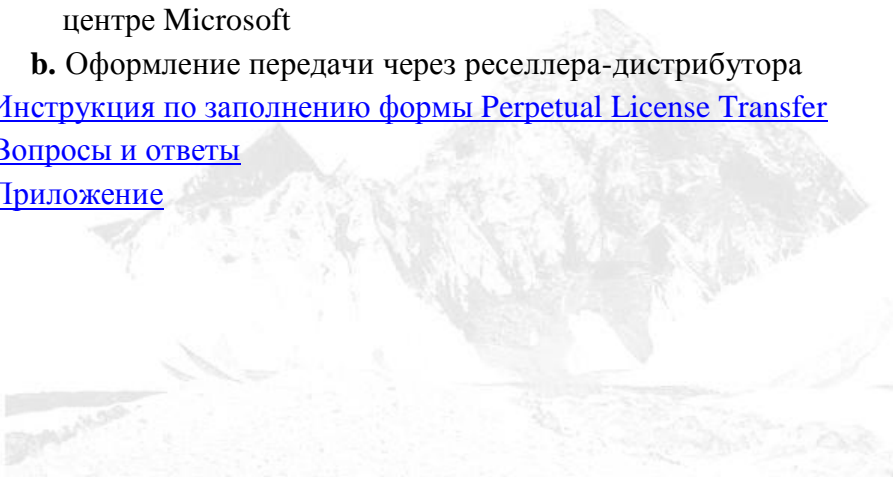 центре Microsoft
b. Оформление передачи через реселлера-дистрибутора
Инструкция по заполнению формы Perpetual License Transfer
Вопросы и ответы
Приложение